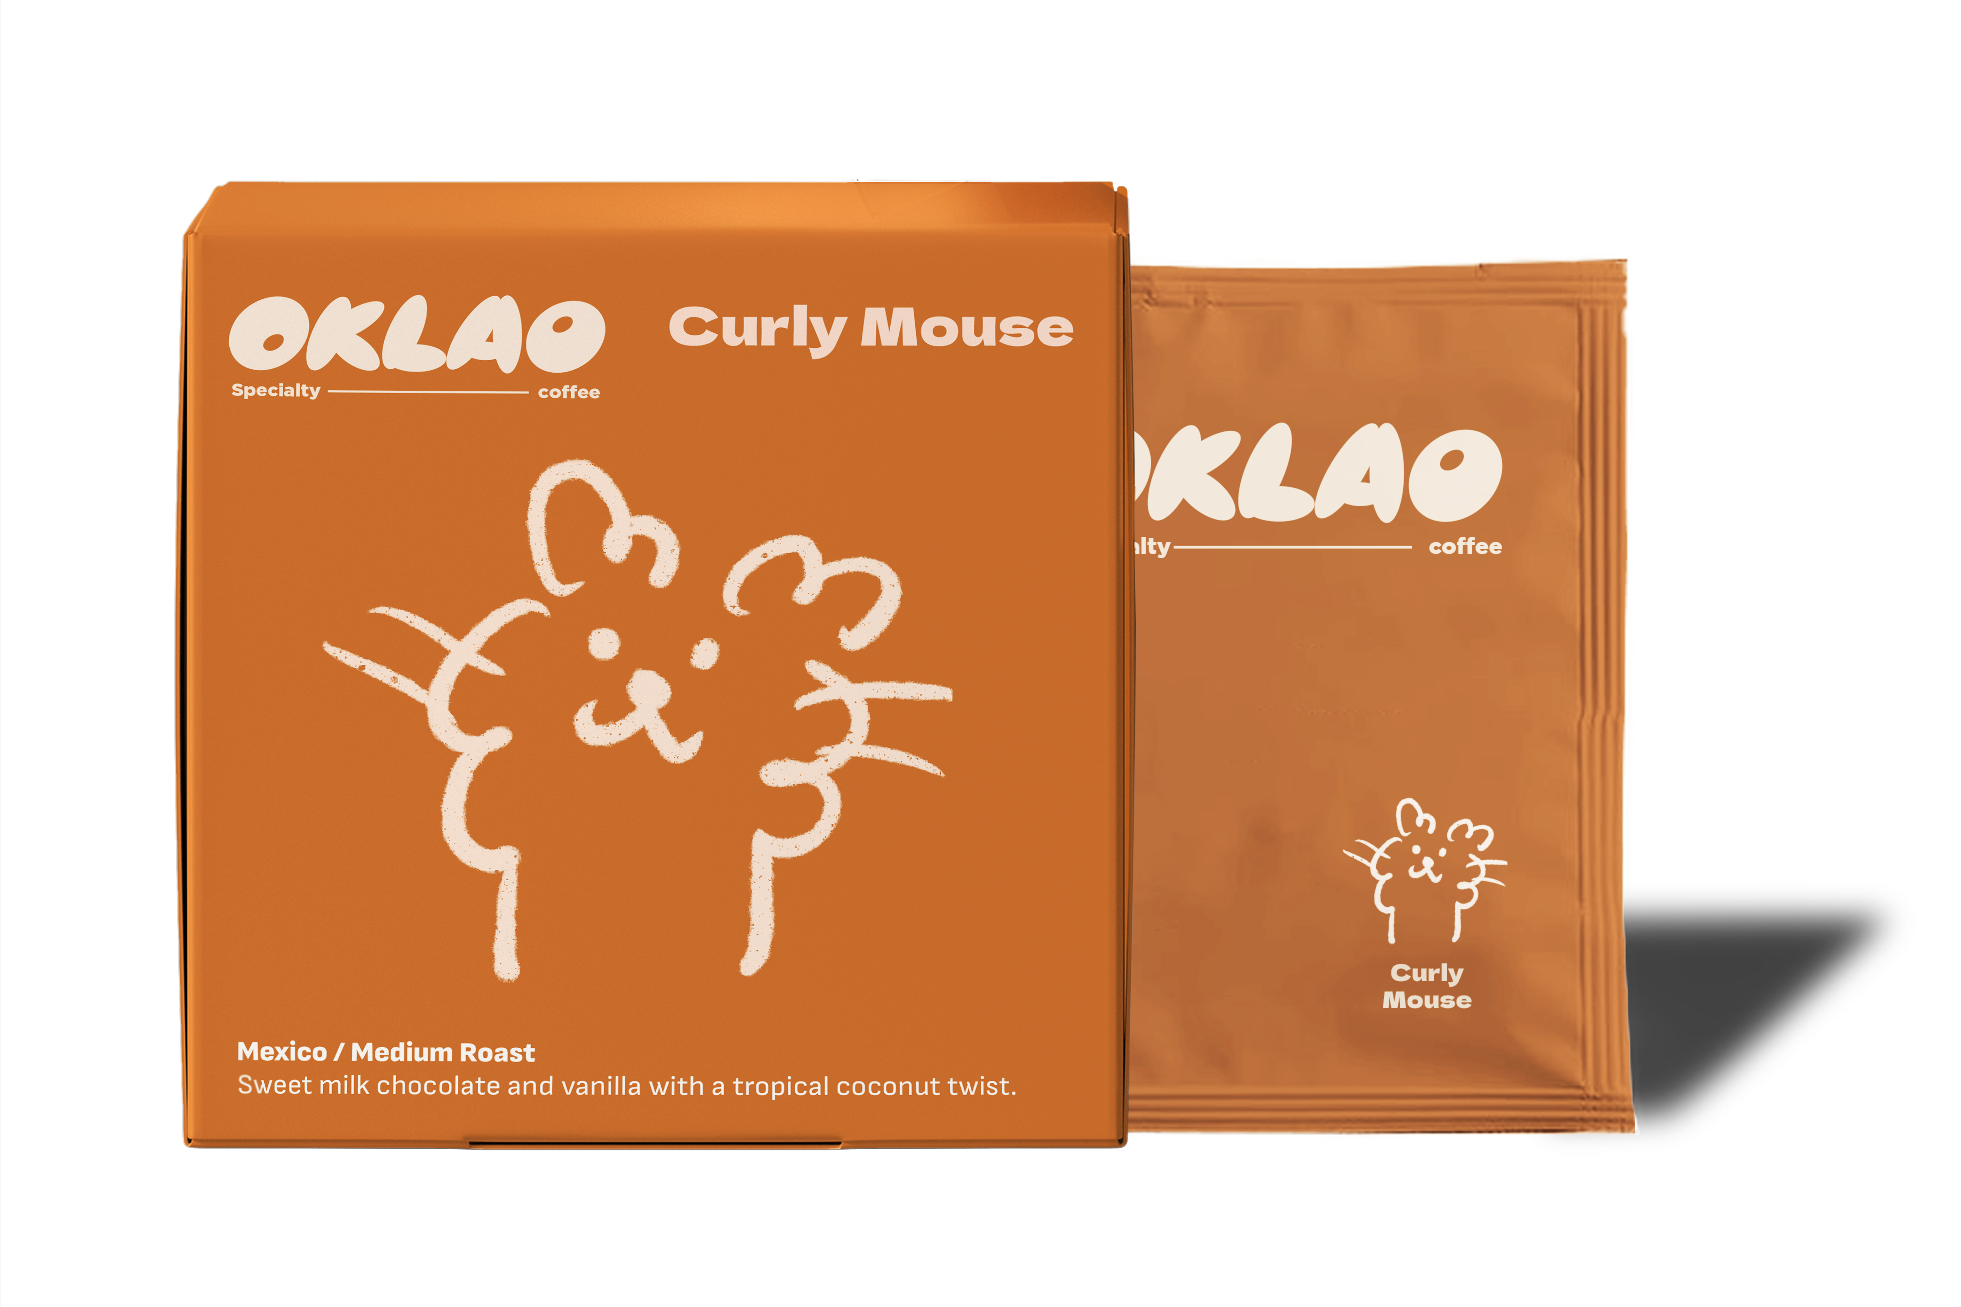 OKLAO
Curly Mouse
Specialty coffee
Mexico / Medium Roast
Sweet milk chocolate and vanilla with a tropical coconut twist.
OKLAO
coffee
Curly
Mouse